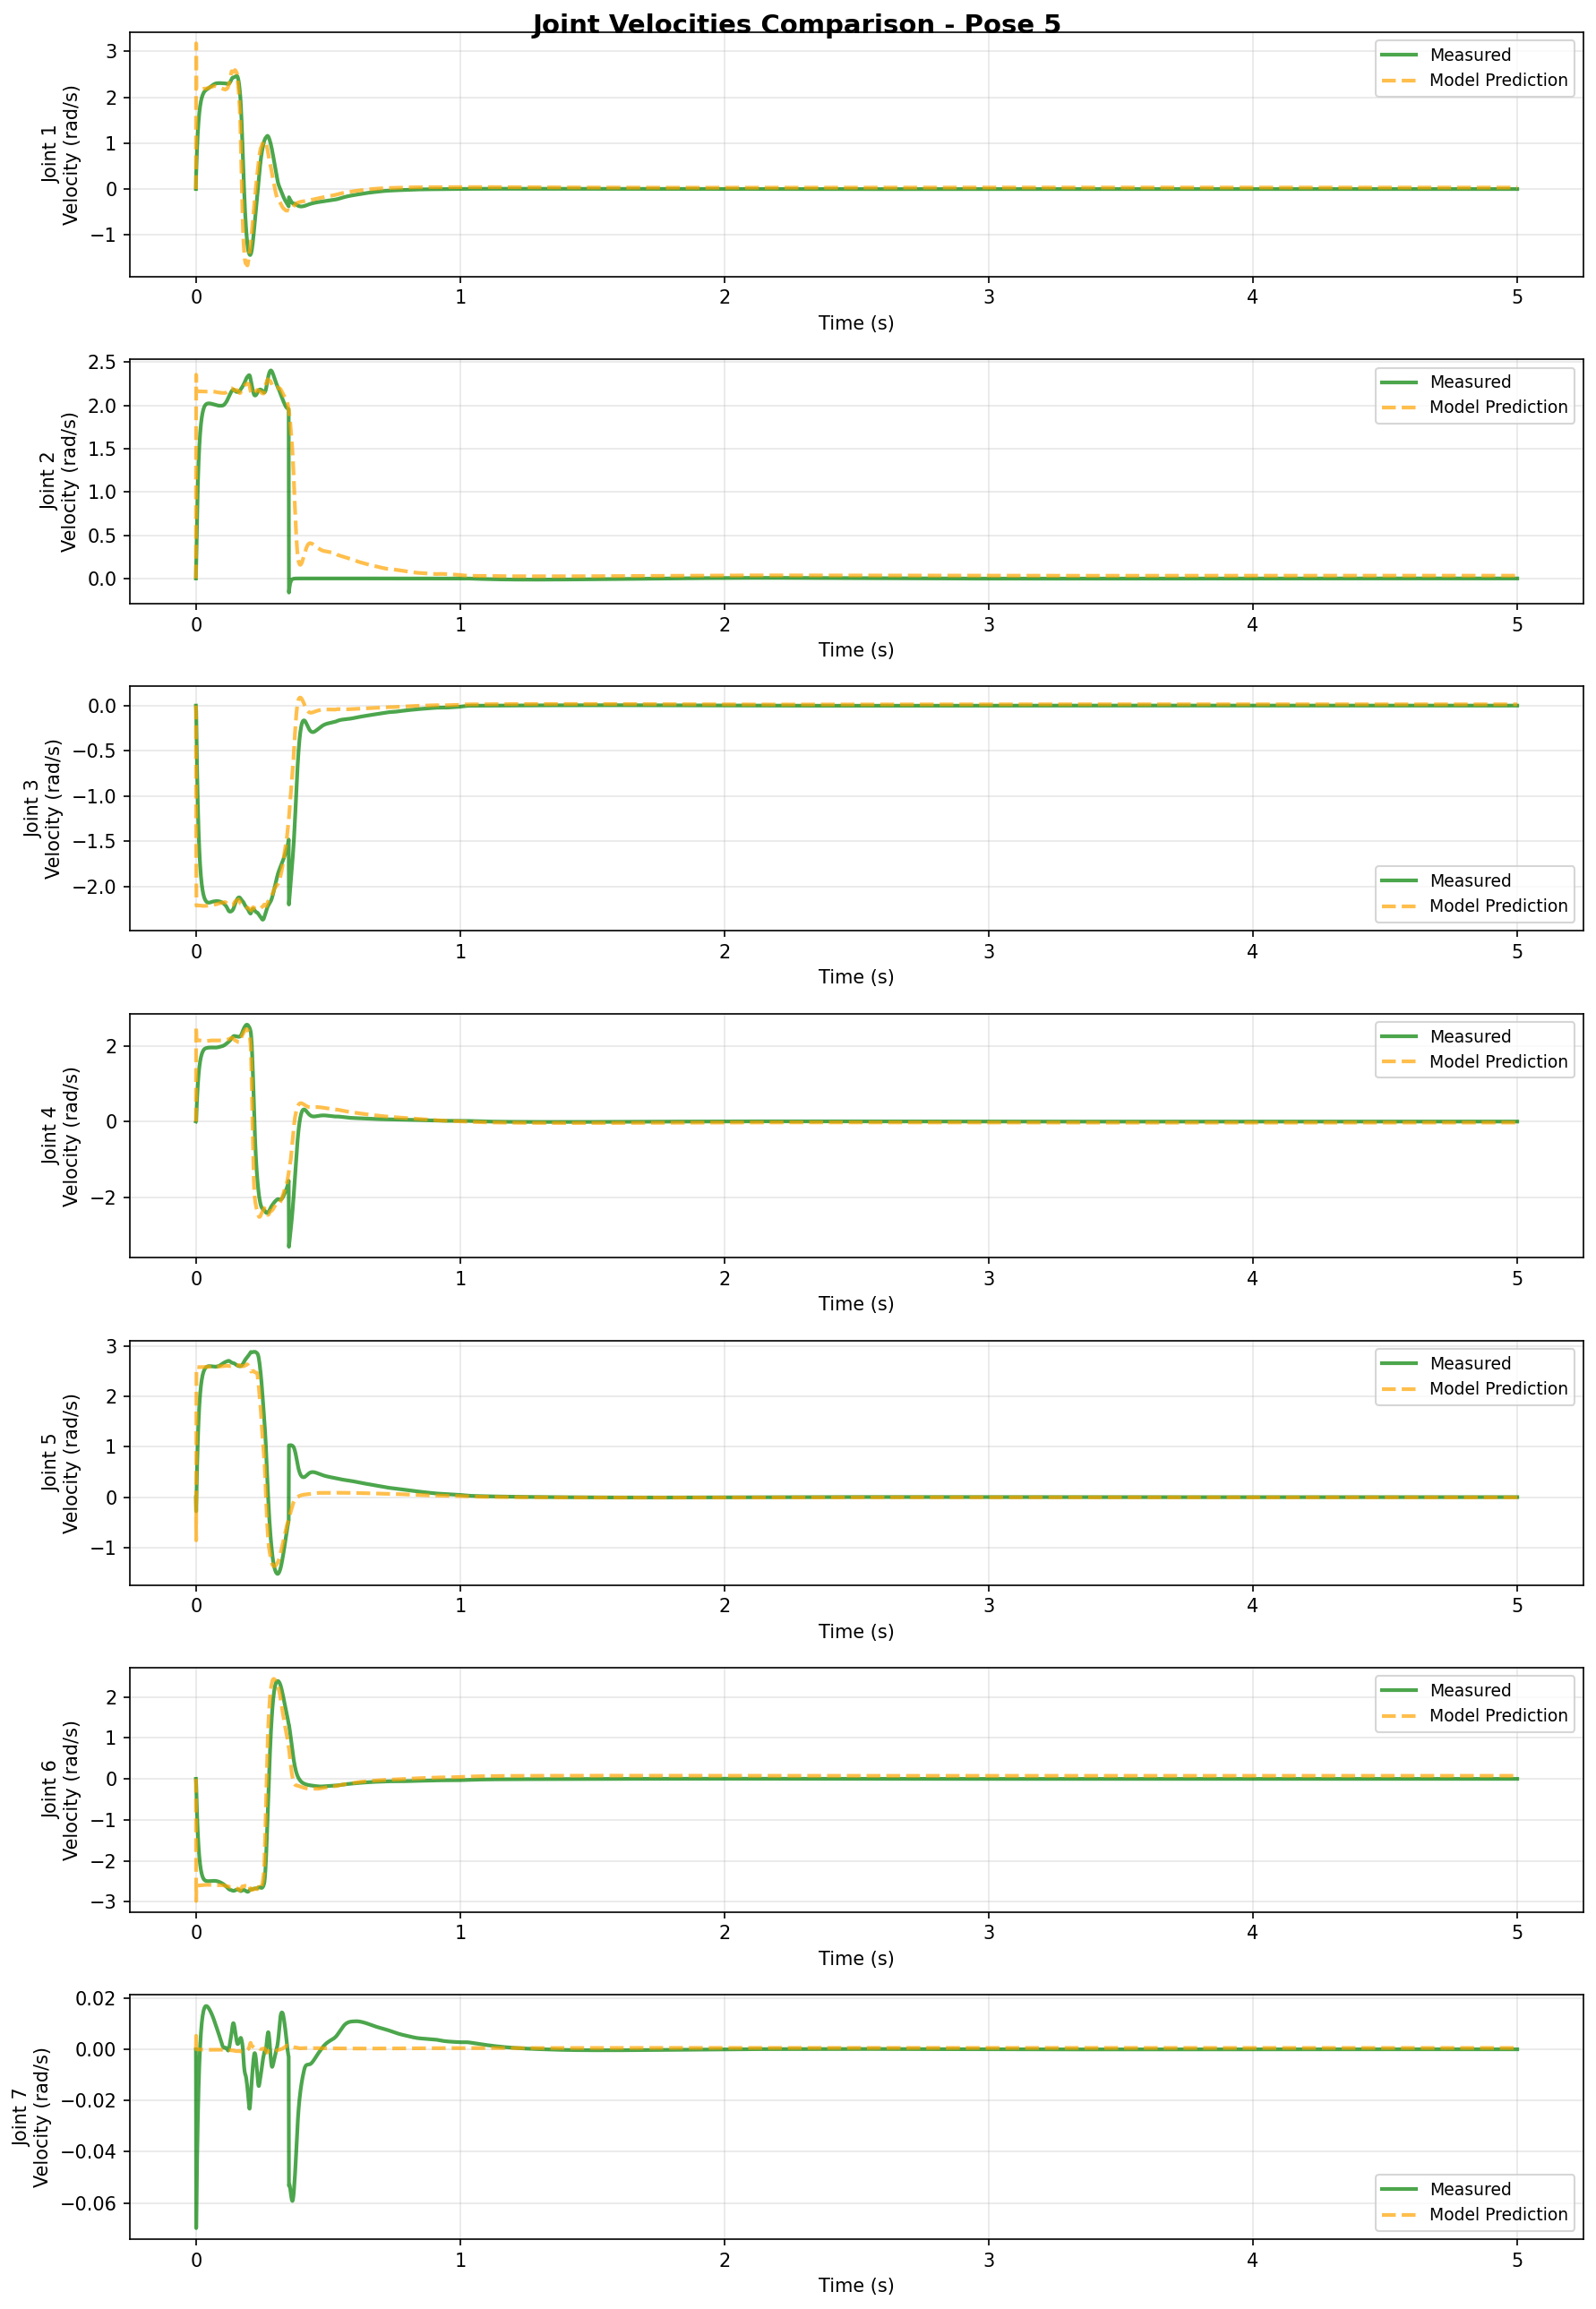 Joint Velocities Comparison - Pose 5
Joint 1
Velocity (rad/s)
3
2
1
0
−1
Measured
Model Prediction
0 1 2 3 4 5
Time (s)
Joint 2
Velocity (rad/s)
2.5
2.0
1.5
1.0
0.5
0.0
Measured
Model Prediction
0 1 2 3 4 5
Time (s)
Joint 3
Velocity (rad/s)
0.0
−0.5
−1.0
−1.5
−2.0
Measured
Model Prediction
0 1 2 3 4 5
Time (s)
Joint 4
Velocity (rad/s)
2
0
−2
Measured
Model Prediction
0 1 2 3 4 5
Time (s)
Joint 5
Velocity (rad/s)
3
2
1
0
−1
Measured
Model Prediction
0 1 2 3 4 5
Time (s)
Joint 6
Velocity (rad/s)
2
1
0
−1
−2
−3
Measured
Model Prediction
0 1 2 3 4 5
Time (s)
Joint 7
Velocity (rad/s)
0.02
0.00
−0.02
−0.04
−0.06
Measured
Model Prediction
0 1 2 3 4 5
Time (s)